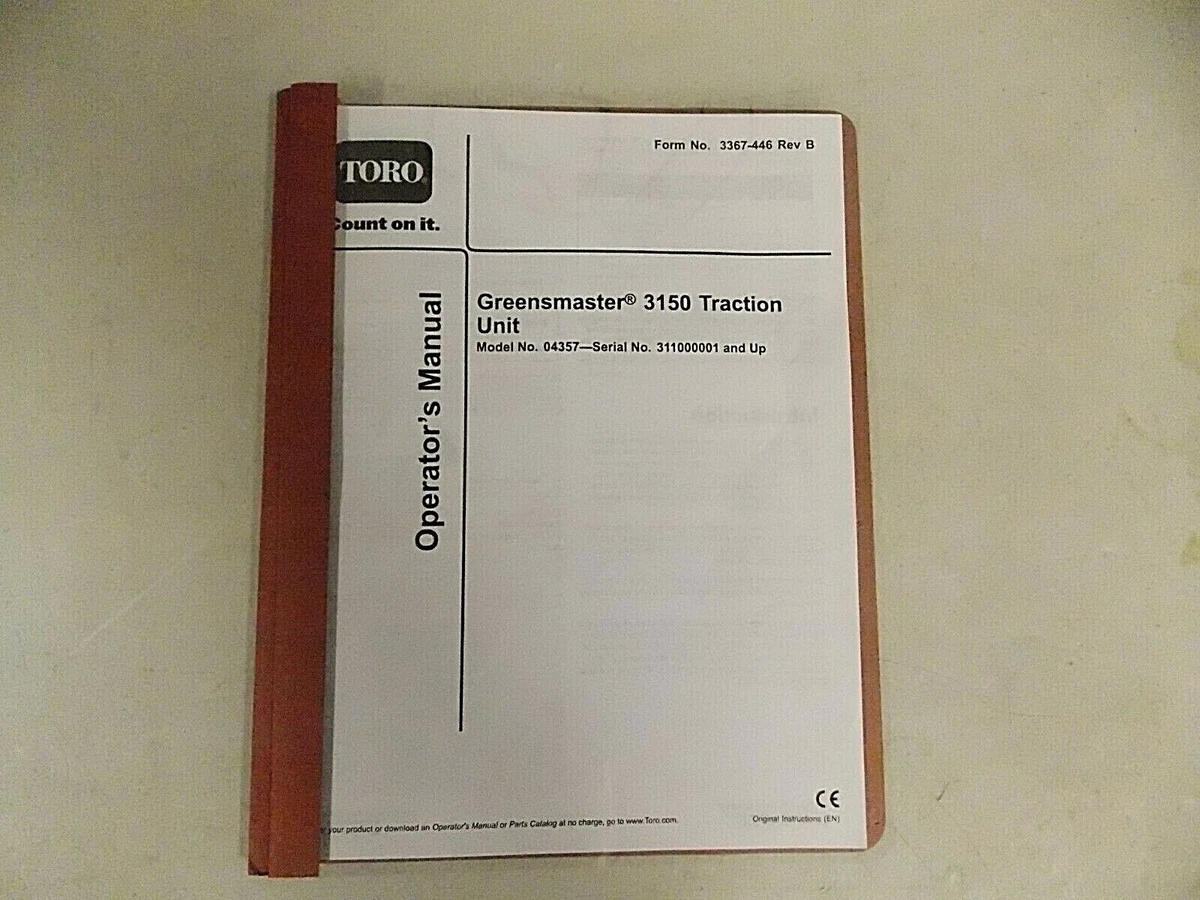 Form No. 3367-446 Rev B
TORO
Count on it.
Operator's Manual
Greensmaster® 3150 Traction
Unit
Model No. 04357—Serial No. 311000001 and Up
your product or download an Operator's Manual or Parts Catalog at no charge, go to www.Toro.com.
CE
Original Instructions (EN)